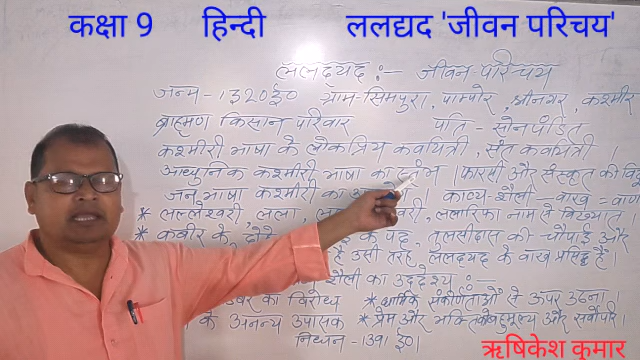 कक्षा 9 हिन्दी ललद्यद 'जीवन परिचय'
ललद्यद :- जीवन-परिचय
जन्म-1320ई० ग्राम-सिमपुरा, पाम्पोर, श्रीनगर, कश्मीर
ब्राह्मण किसान परिवार पति - सोनपंडित
कश्मीरी भाषा के लोकप्रिय कवयित्री, संत कवयित्री।
आधुनिक कश्मीरी भाषा का । फारसी और संस्कृत की
जनभाषा कश्मीरी का । काव्य-शैली - वाख = वाणी
* लल्लेश्वरी, लला, ललारिफा नाम से विख्यात।
* कबीर के दोहे के पद, तुलसीदास की चौपाई और
है उसी तरह, ललद्यद के वाख प्रसिद्ध हैं।
शैली का उद्देश्य :-
का विरोध * धार्मिक संकीर्णताओं से ऊपर उठना।
के अनन्य उपासक * प्रेम और भक्ति और सर्वोपरि
निधन - 1391 ई०।
ऋषिकेश कुमार